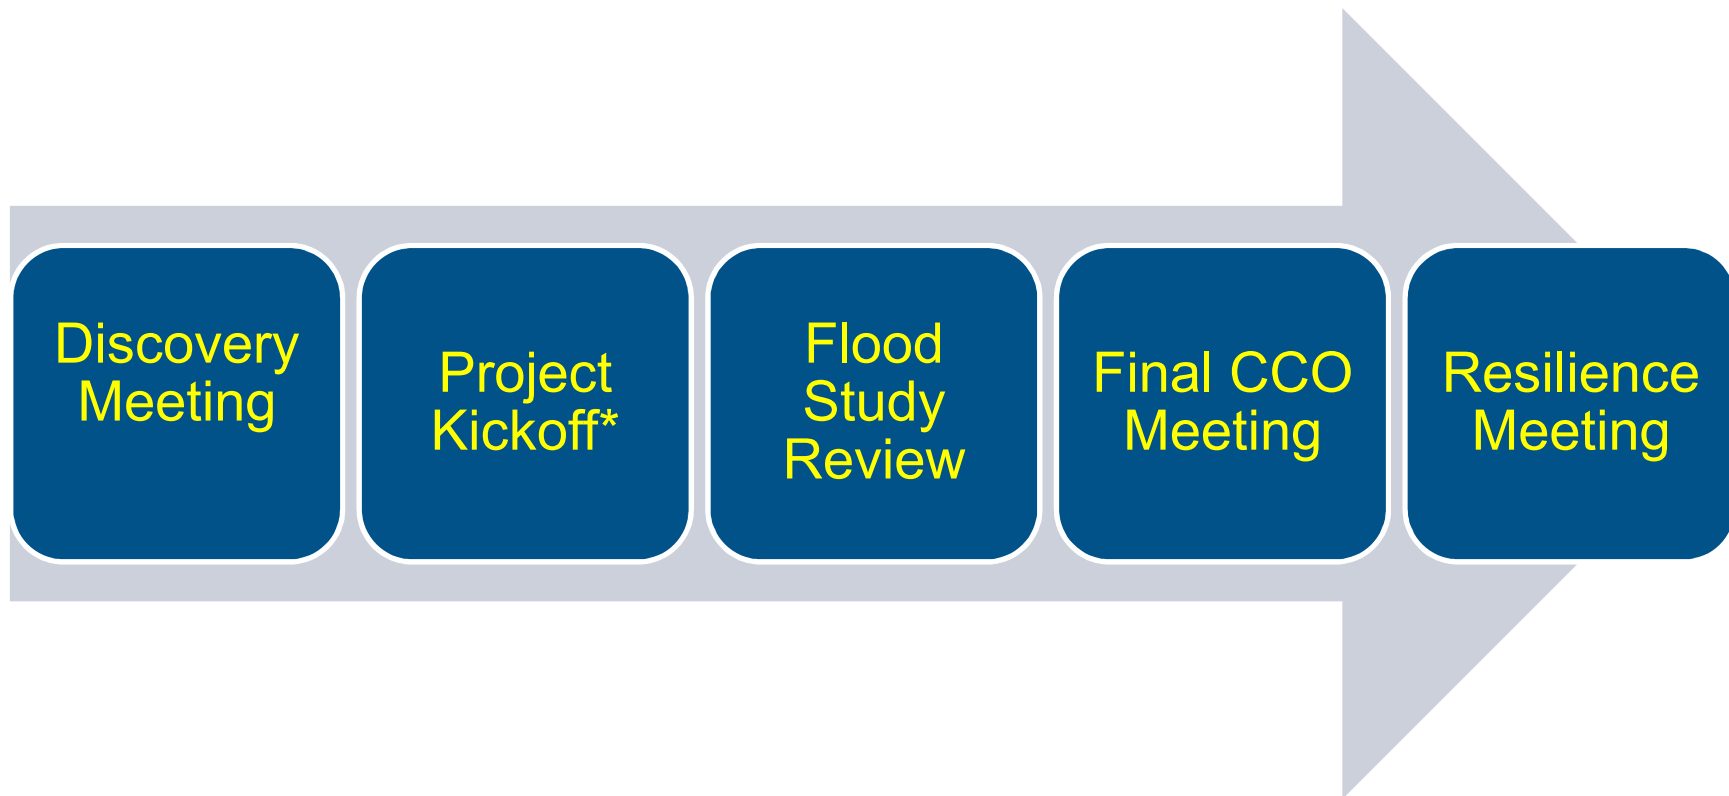 Discovery
Meeting
Project
Kickoff*
Flood
Study
Review
Final CCO
Meeting
Resilience
Meeting